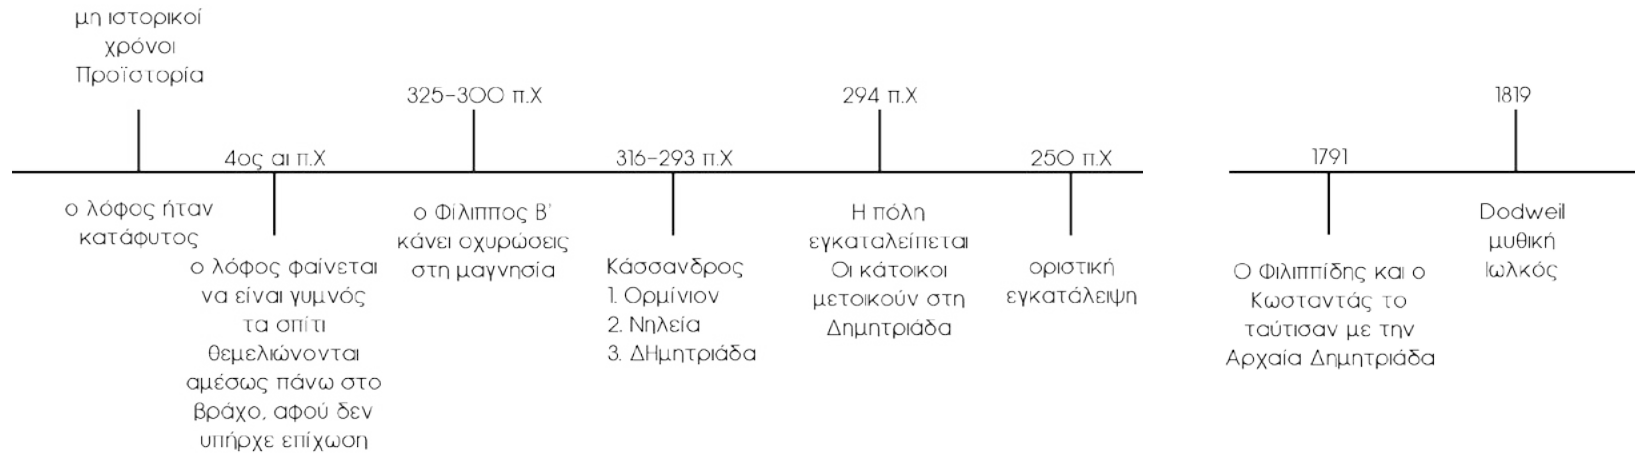 μη ιστορικοί
χρόνοι
Προϊστορία
ο λόφος ήταν
κατάφυτος
4ος αι π.Χ
ο λόφος φαίνεται
να είναι γυμνός
τα σπίτι
θεμελιώνονται
αμέσως πάνω στο
βράχο, αφού δεν
υπήρχε επίχωση
325-300 π.Χ
ο Φίλιππος Β'
κάνει οχυρώσεις
στη μαγνησία
316-293 π.Χ
Κάσσανδρος
1. Ορμίνιον
2. Νηλεία
3. ΔΗμητριάδα
294 π.Χ
Η πόλη
εγκαταλείπεται
Οι κάτοικοι
μετοικούν στη
Δημητριάδα
250 π.Χ
οριστική
εγκατάλειψη
1791
Ο Φιλιππίδης και ο
Κωσταντάς το
ταύτισαν με την
Αρχαία Δημητριάδα
1819
Dodweil
μυθική
Ιωλκός